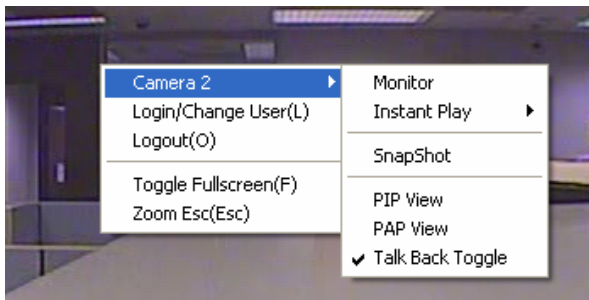 Camera 2
Login/Change User(L)
Logout(O)
Toggle Fullscreen(F)
Zoom Esc(Esc)
Monitor
Instant Play
SnapShot
PIP View
PAP View
Talk Back Toggle